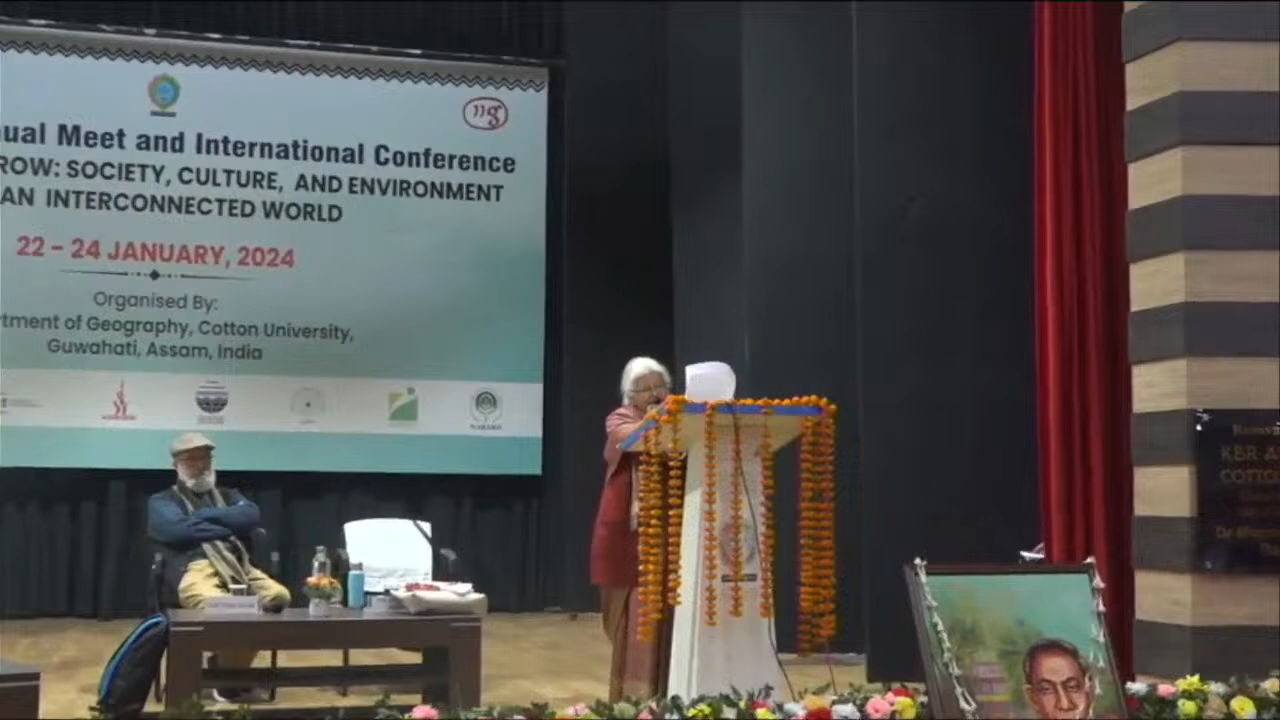 ual Meet and International Conference
ROW: SOCIETY, CULTURE, AND ENVIRONMENT
AN INTERCONNECTED WORLD
22 – 24 JANUARY, 2024
Organised By:
rtment of Geography, Cotton University,
Guwahati, Assam, India
KBR A
COTTO